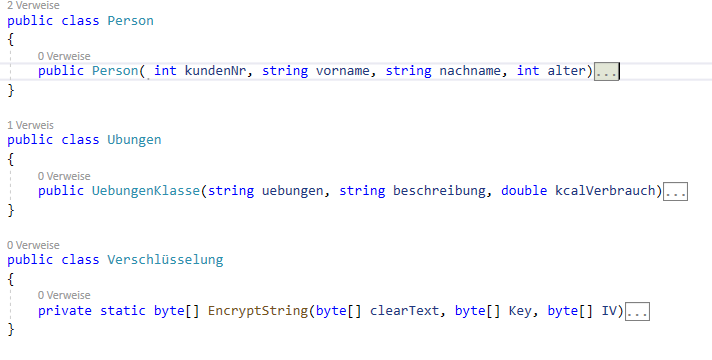 2 Verweise
public class Person
{
0 Verweise
public Person( int kundenNr, string vorname, string nachname, int alter)...
}
1 Verweis
public class Ubungen
{
0 Verweise
public UebungenKlasse(string uebungen, string beschreibung, double kcalVerbrauch)...
}
0 Verweise
public class Verschlüsselung
{
0 Verweise
private static byte[] EncryptString(byte[] clearText, byte[] Key, byte[] IV)...
}